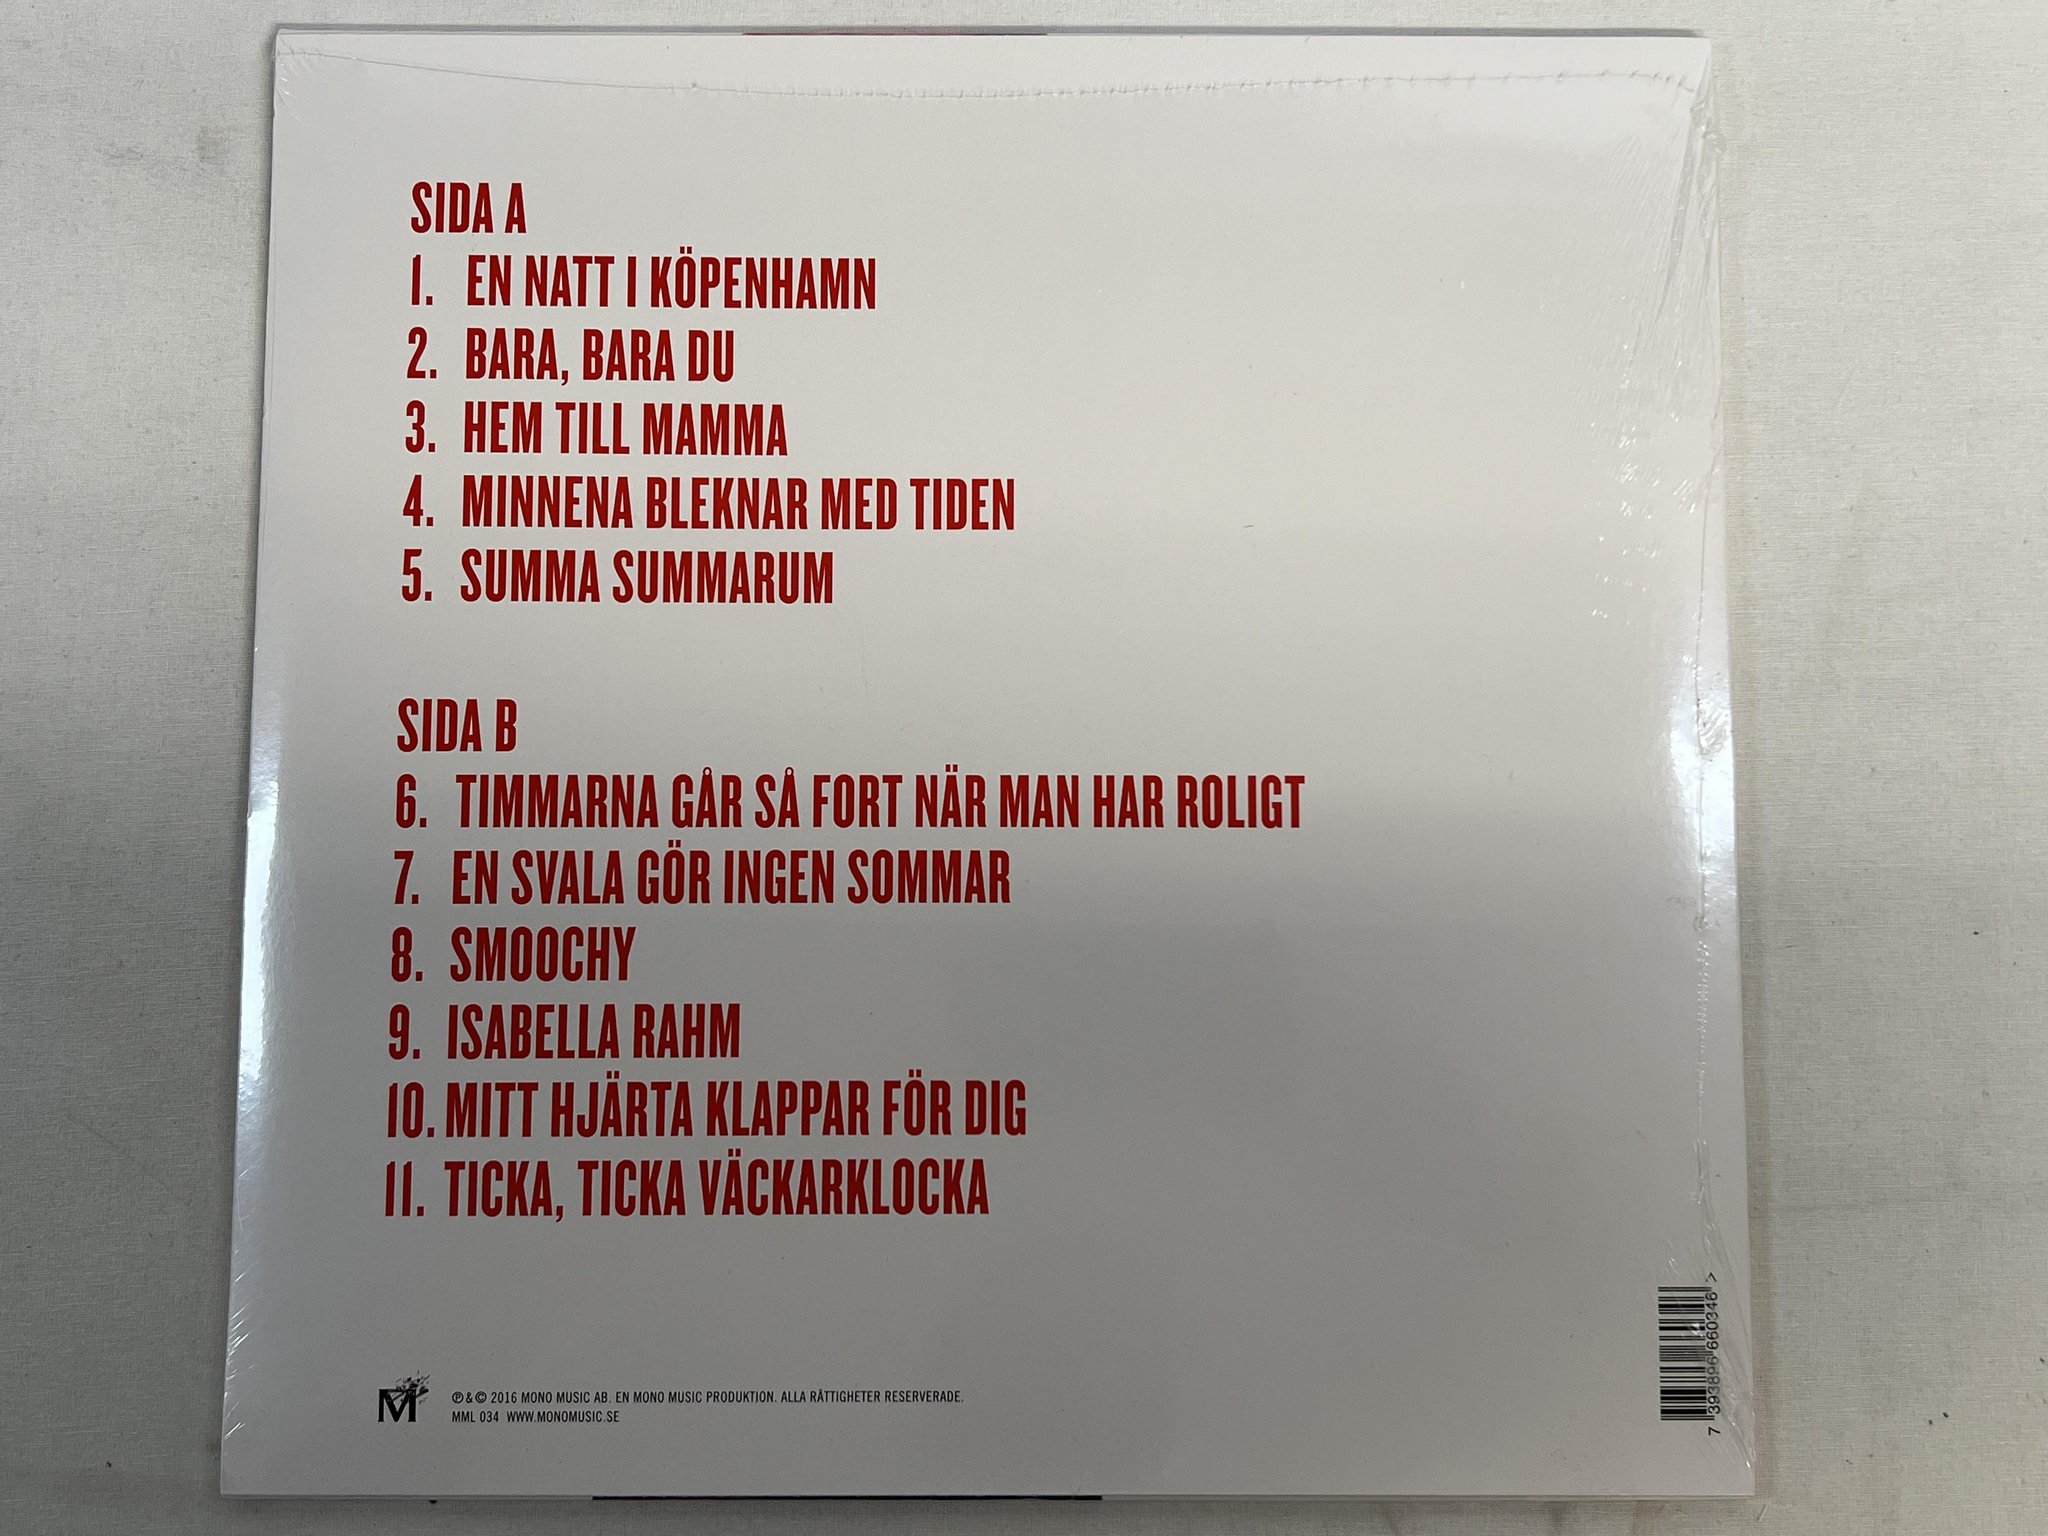 SIDA A
1. EN NATT I KÖPENHAMN
2. BARA, BARA DU
3. HEM TILL MAMMA
4. MINNENA BLEKNAR MED TIDEN
5. SUMMA SUMMARUM
SIDA B
6. TIMMARNA GÅR SÅ FORT NÄR MAN HAR ROLIGT
7. EN SVALA GÖR INGEN SOMMAR
8. SMOOCHY
9. ISABELLA RAHM
10. MITT HJÄRTA KLAPPAR FÖR DIG
11. TICKA, TICKA VÄCKARKLOCKA
M
℗ & © 2016 MONO MUSIC AB. EN MONO MUSIC PRODUKTION. ALLA RÄTTIGHETER RESERVERADE.
MML 034 WWW.MONOMUSIC.SE
7 393896 660346 >